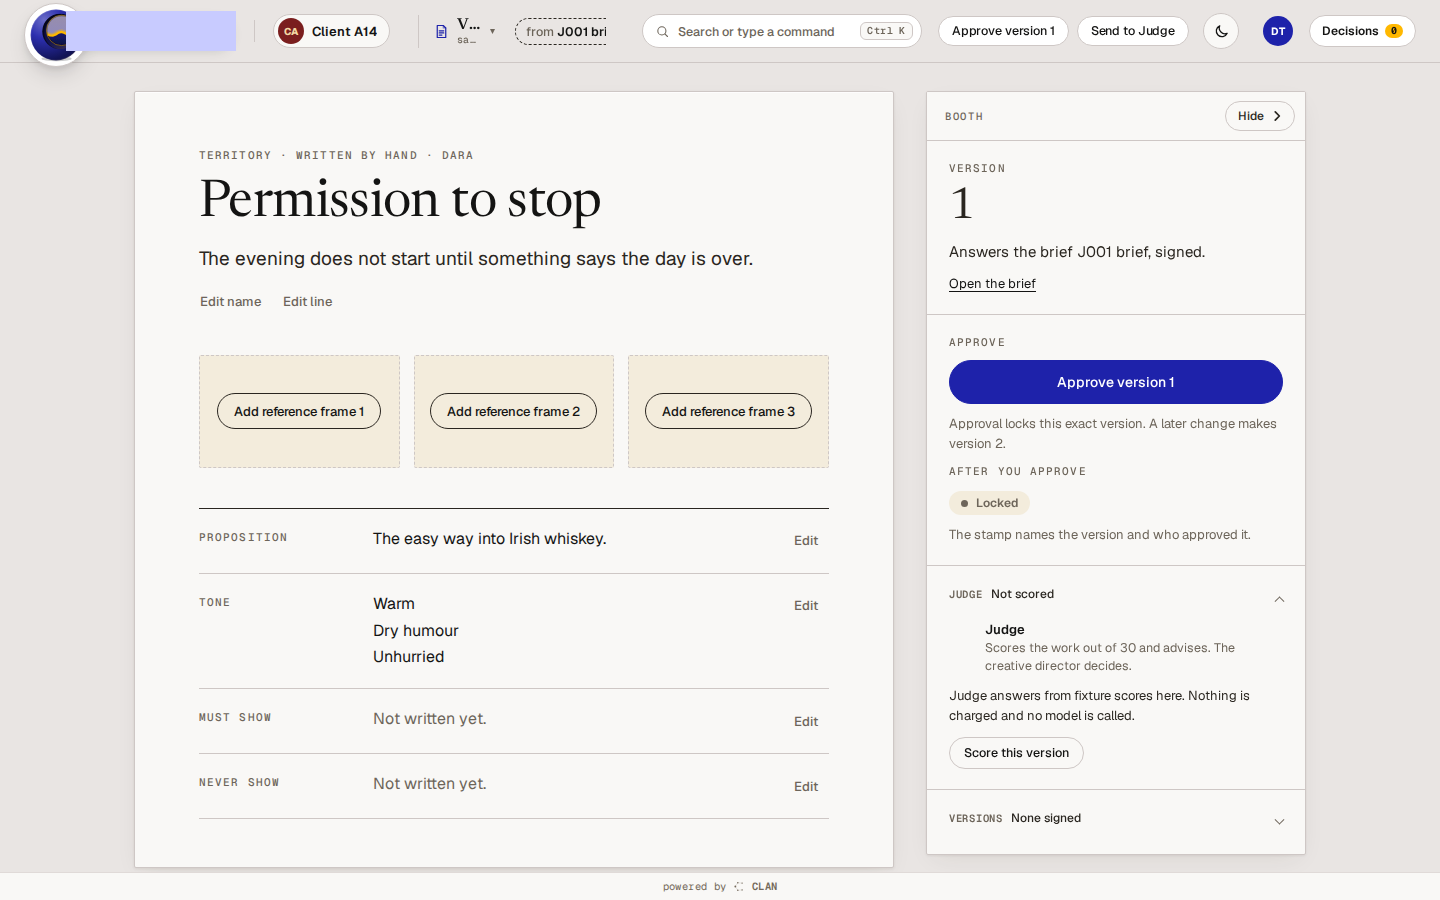 CA Client A14
V...
sa...
from J001 bri
Search or type a command Ctrl K
Approve version 1
Send to Judge
DT
Decisions 0
TERRITORY · WRITTEN BY HAND · DARA
Permission to stop
The evening does not start until something says the day is over.
Edit name Edit line
Add reference frame 1
Add reference frame 2
Add reference frame 3
PROPOSITION
The easy way into Irish whiskey.
Edit
TONE
Warm
Dry humour
Unhurried
Edit
MUST SHOW
Not written yet.
Edit
NEVER SHOW
Not written yet.
Edit
BOOTH
Hide
VERSION
1
Answers the brief J001 brief, signed.
Open the brief
APPROVE
Approve version 1
Approval locks this exact version. A later change makes
version 2.
AFTER YOU APPROVE
Locked
The stamp names the version and who approved it.
JUDGE Not scored
Judge
Scores the work out of 30 and advises. The
creative director decides.
Judge answers from fixture scores here. Nothing is
charged and no model is called.
Score this version
VERSIONS None signed
powered by CLAN